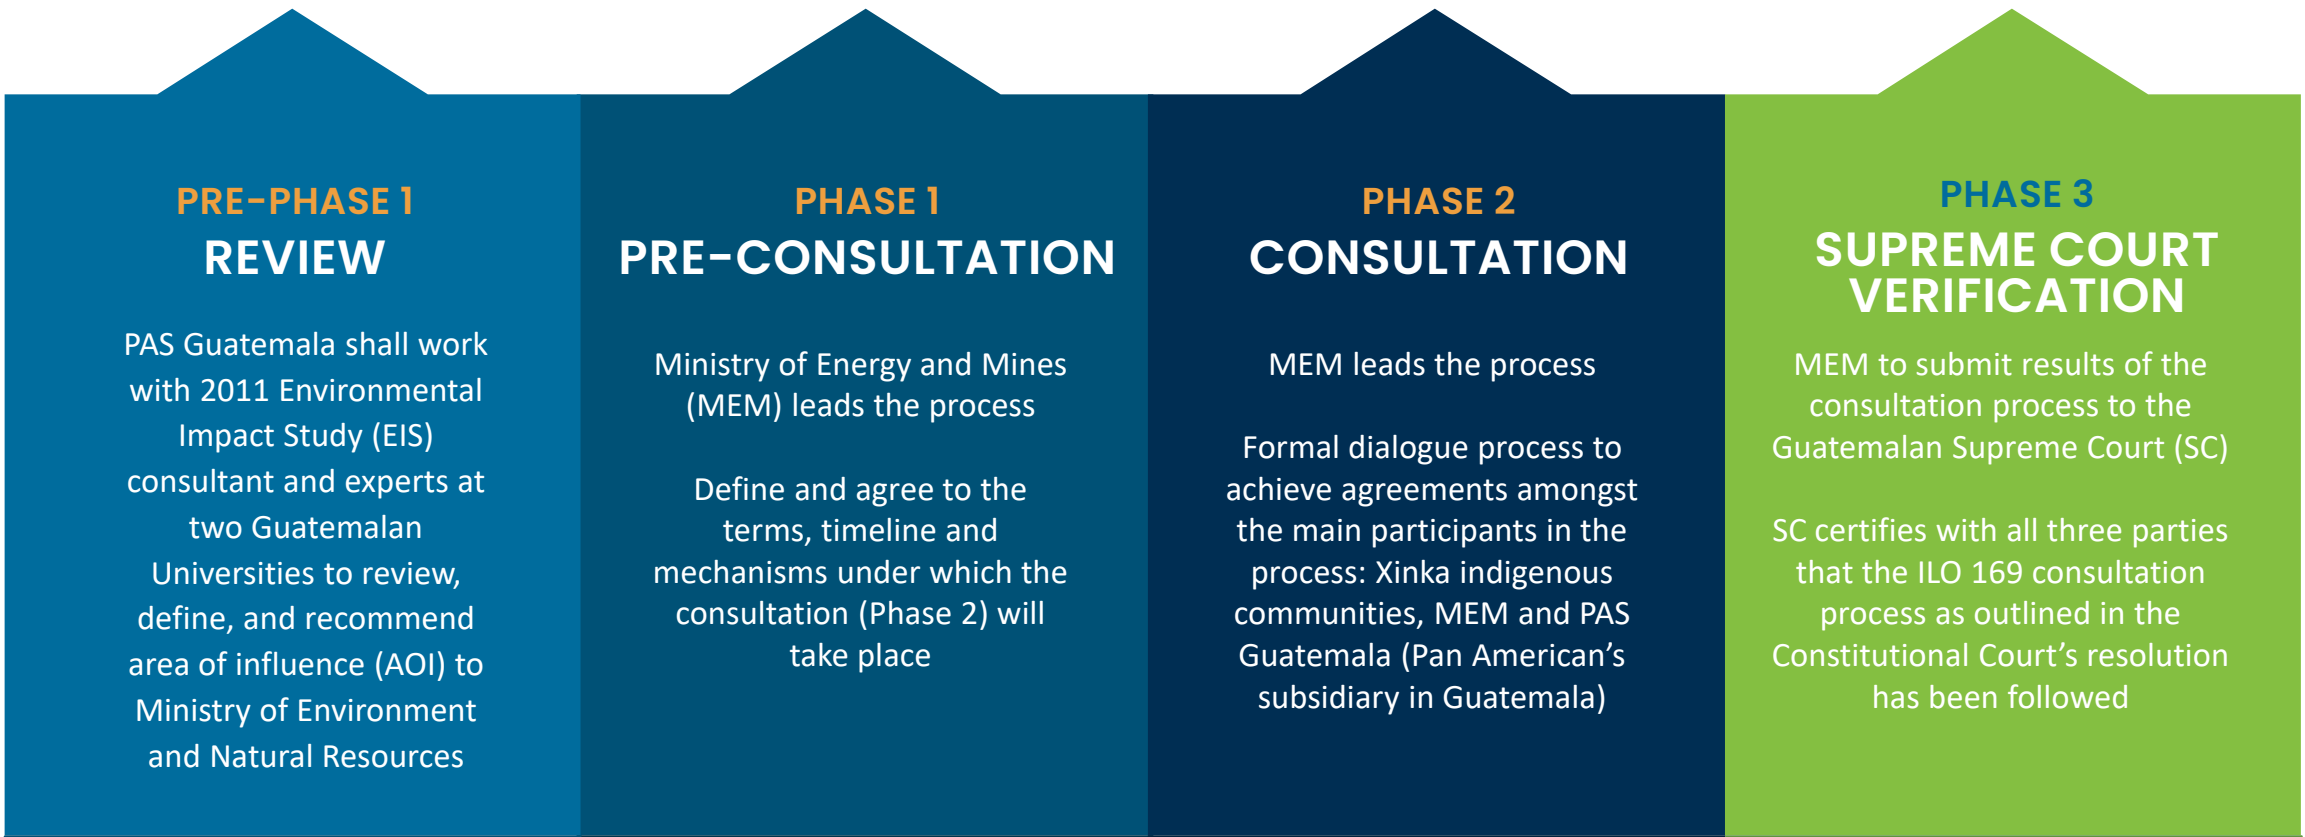 PRE-PHASE 1
REVIEW
PAS Guatemala shall work
with 2011 Environmental
Impact Study (EIS)
consultant and experts at
two Guatemalan
Universities to review,
define, and recommend
area of influence (AOI) to
Ministry of Environment
and Natural Resources
PHASE 1
PRE-CONSULTATION
Ministry of Energy and Mines
(MEM) leads the process
Define and agree to the
terms, timeline and
mechanisms under which the
consultation (Phase 2) will
take place
PHASE 2
CONSULTATION
MEM leads the process
Formal dialogue process to
achieve agreements amongst
the main participants in the
process: Xinka indigenous
communities, MEM and PAS
Guatemala (Pan American’s
subsidiary in Guatemala)
PHASE 3
SUPREME COURT
VERIFICATION
MEM to submit results of the
consultation process to the
Guatemalan Supreme Court (SC)
SC certifies with all three parties
that the ILO 169 consultation
process as outlined in the
Constitutional Court’s resolution
has been followed